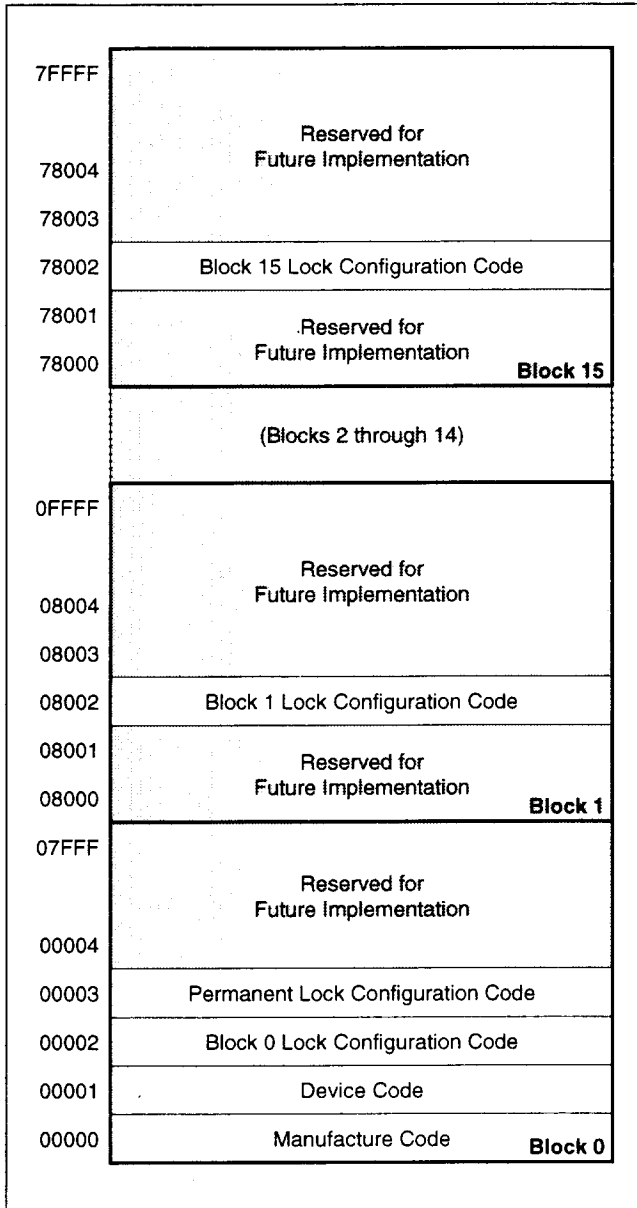 7FFFF
Reserved for
Future Implementation
78004
78003
78002 Block 15 Lock Configuration Code
78001
Reserved for
Future Implementation
78000
Block 15
(Blocks 2 through 14)
0FFFF
Reserved for
Future Implementation
08004
08003
08002 Block 1 Lock Configuration Code
08001
Reserved for
Future Implementation
08000
Block 1
07FFF
Reserved for
Future Implementation
00004
00003 Permanent Lock Configuration Code
00002 Block 0 Lock Configuration Code
00001 Device Code
00000 Manufacture Code Block 0